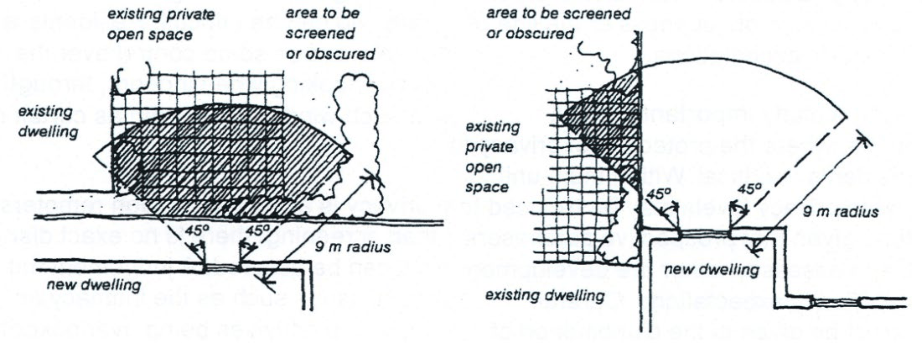 existing private
open space
area to be
screened
or obscured
existing
dwelling
45°
45°
9 m radius
new dwelling
area to be screened
or obscured
existing
private
open
space
45°
45°
9 m radius
new dwelling
existing dwelling